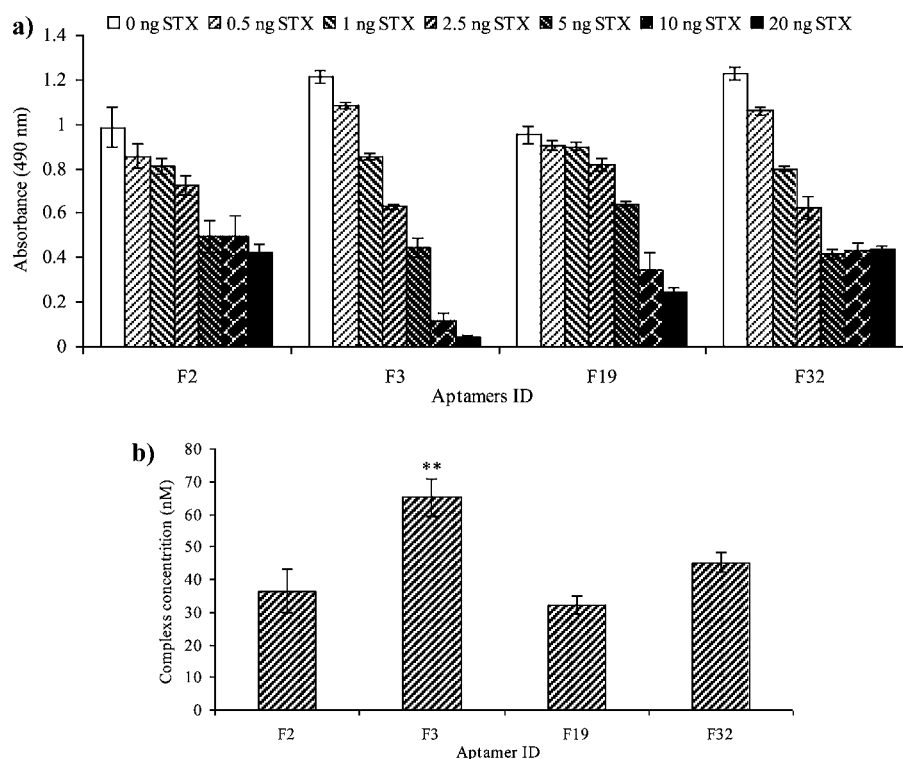 a)
0 ng STX 0.5 ng STX 1 ng STX 2.5 ng STX 5 ng STX 10 ng STX 20 ng STX
1.4
1.2
1
0.8
0.6
0.4
0.2
0
Absorbance (490 nm)
F2 F3 F19 F32
Aptamers ID
b)
80
70
60
50
40
30
20
10
0
Complexs concentrition (nM)
**
F2 F3 F19 F32
Aptamer ID